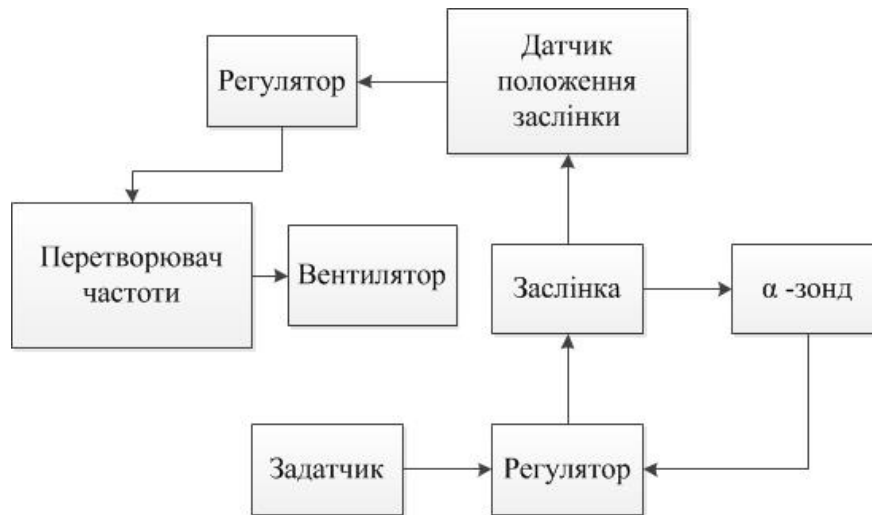 Регулятор
Датчик
положення
заслінки
Перетворювач
частоти
Вентилятор
Заслінка
α -зонд
Задатчик
Регулятор